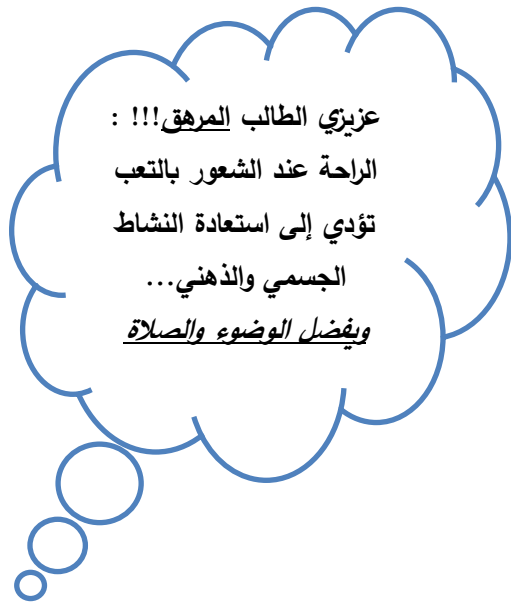 عزيزي الطالب المرهق!!! :
الراحة عند الشعور بالتعب
تؤدي إلى استعادة النشاط
الجسمي والذهني...
ويفضل الوضوء والصلاة